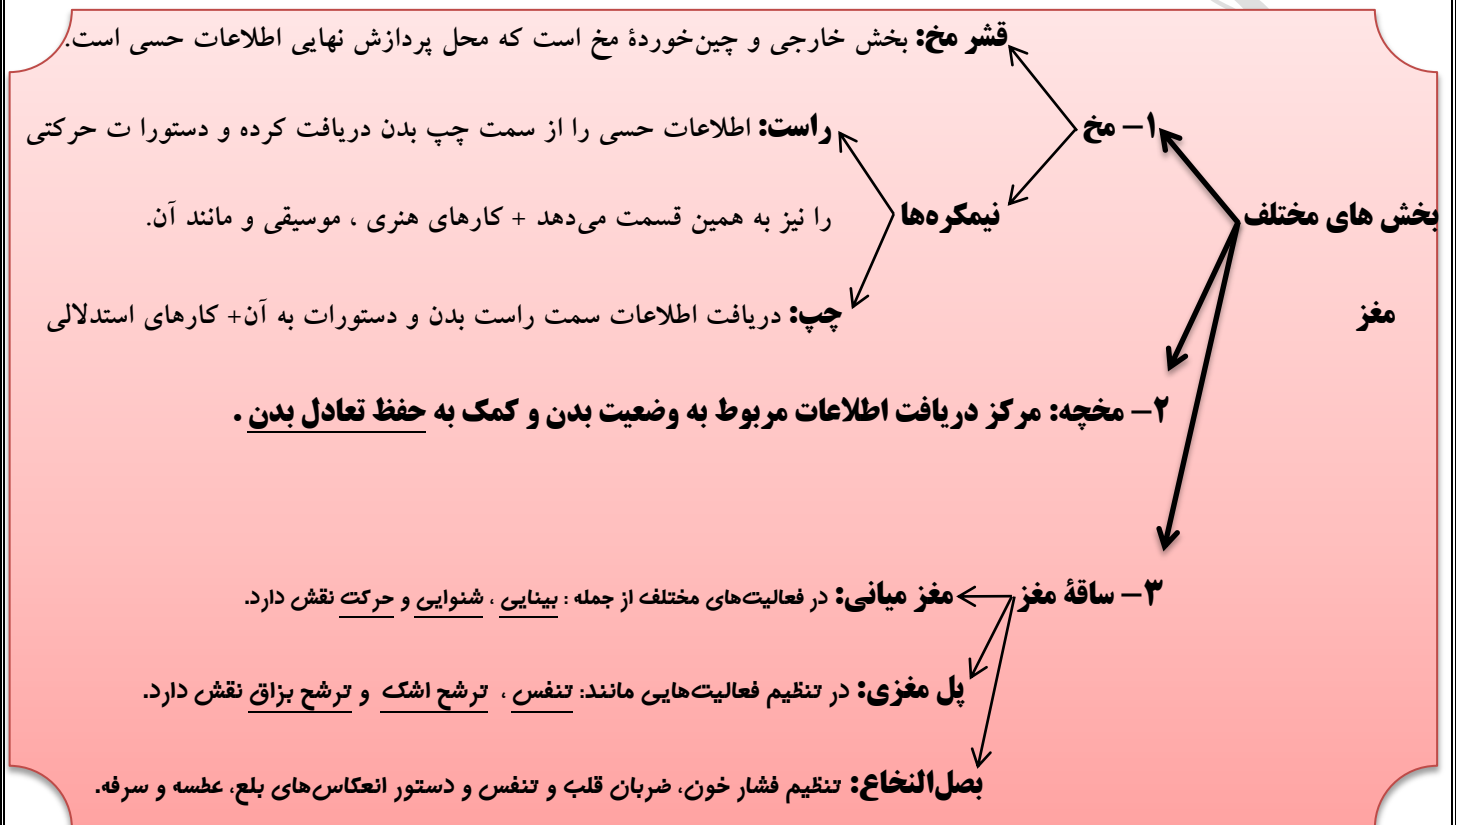 قشر مخ: بخش خارجی و چین‌خوردۀ مخ است که محل پردازش نهایی اطلاعات حسی است.
۱– مخ
راست: اطلاعات حسی را از سمت چپ بدن دریافت کرده و دستورا ت حرکتی
بخش های مختلف
نیمکره‌ها
را نیز به همین قسمت می‌دهد + کارهای هنری ، موسیقی و مانند آن.
مغز
چپ: دریافت اطلاعات سمت راست بدن و دستورات به آن+ کارهای استدلالی
۲– مخچه: مرکز دریافت اطلاعات مربوط به وضعیت بدن و کمک به حفظ تعادل بدن .
۳– ساقۀ مغز
مغز میانی: در فعالیت‌های مختلف از جمله : بینایی ، شنوایی و حرکت نقش دارد.
پل مغزی: در تنظیم فعالیت‌هایی مانند: تنفس ، ترشح اشک و ترشح بزاق نقش دارد.
بصل‌النخاع: تنظیم فشار خون، ضربان قلب و تنفس و دستور انعکاس‌های بلع، عطسه و سرفه.